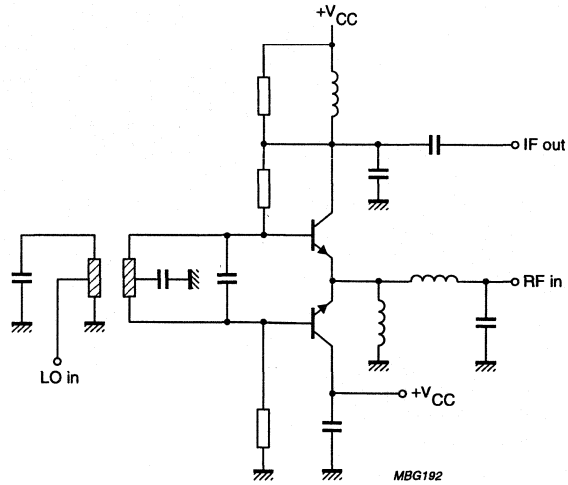 +VCC
IF out
RF in
LO in
+VCC
MBG192